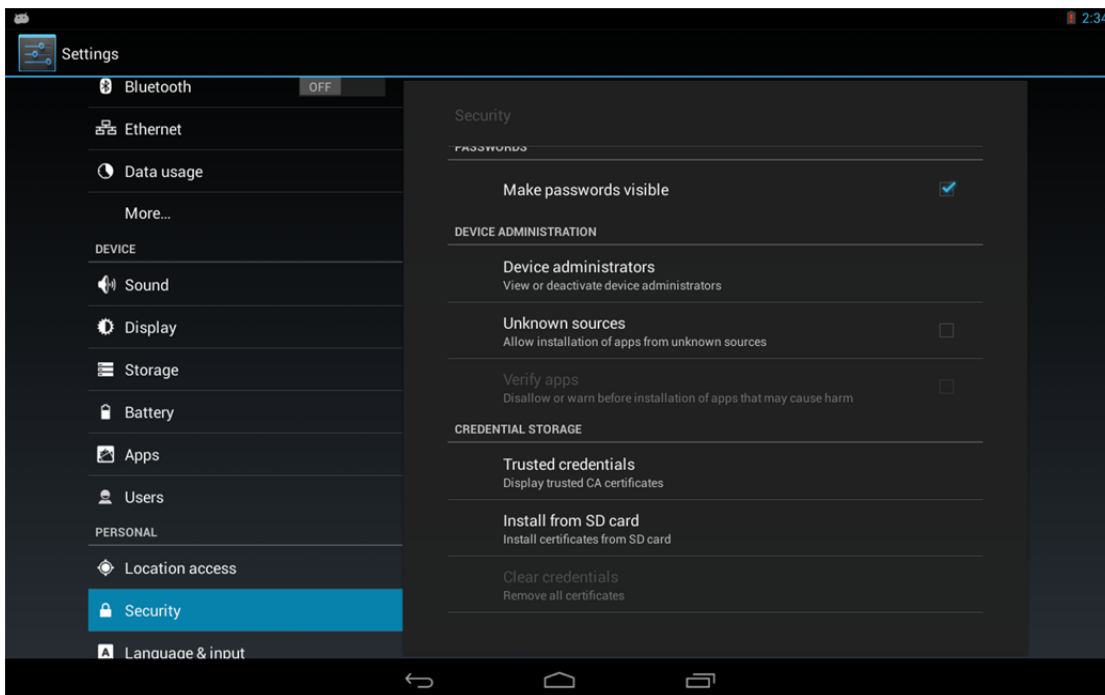 2:34
Settings
Bluetooth
OFF
Ethernet
Data usage
More...
DEVICE
Sound
Display
Storage
Battery
Apps
Users
PERSONAL
Location access
Security
A Language & input
Security
PASSWORDS
Make passwords visible
DEVICE ADMINISTRATION
Device administrators
View or deactivate device administrators
Unknown sources
Allow installation of apps from unknown sources
Verify apps
Disallow or warn before installation of apps that may cause harm
CREDENTIAL STORAGE
Trusted credentials
Display trusted CA certificates
Install from SD card
Install certificates from SD card
Clear credentials
Remove all certificates